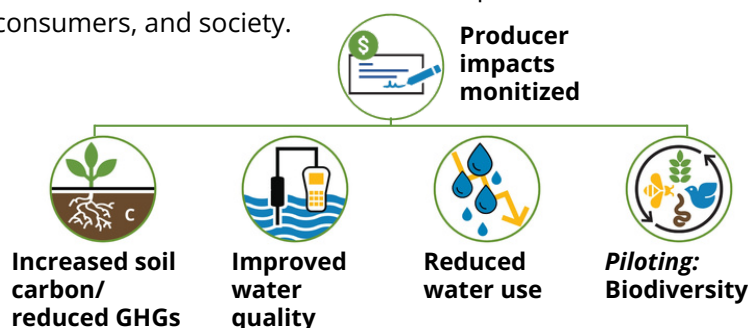 consumers, and society.
$
Producer
impacts
monitized
C
Increased soil
carbon/
reduced GHGs
Improved
water
quality
Reduced
water use
Piloting:
Biodiversity